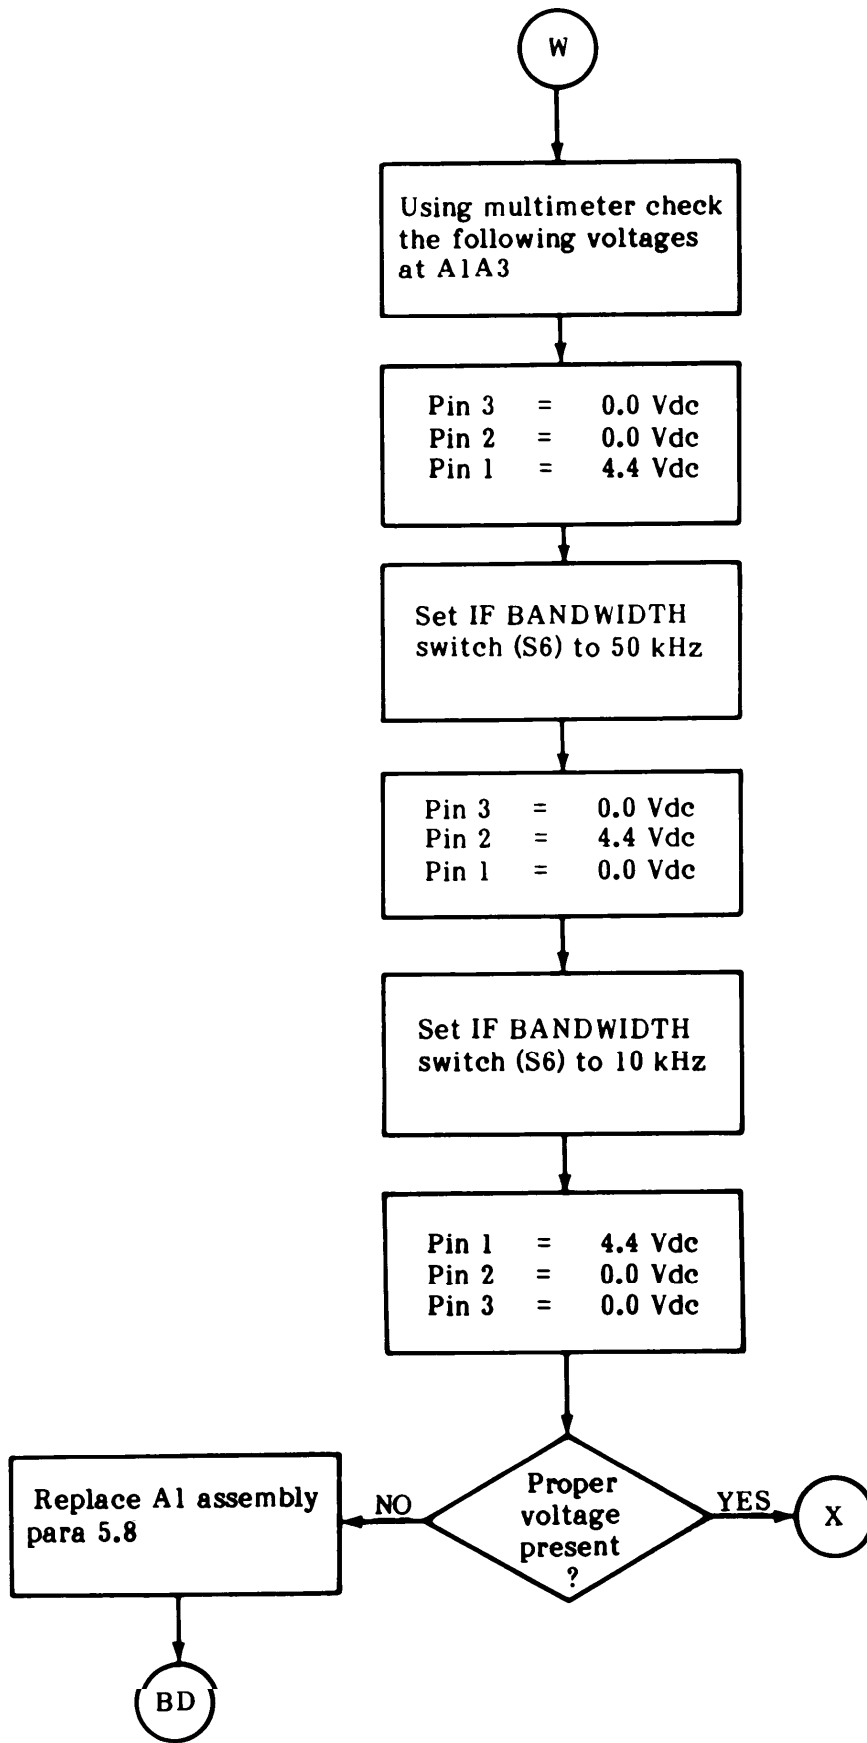 W
Using multimeter check
the following voltages
at A1A3
Pin 3 = 0.0 Vdc
Pin 2 = 0.0 Vdc
Pin 1 = 4.4 Vdc
Set IF BANDWIDTH
switch (S6) to 50 kHz
Pin 3 = 0.0 Vdc
Pin 2 = 4.4 Vdc
Pin 1 = 0.0 Vdc
Set IF BANDWIDTH
switch (S6) to 10 kHz
Pin 1 = 4.4 Vdc
Pin 2 = 0.0 Vdc
Pin 3 = 0.0 Vdc
Proper
voltage
present
?
NO
YES
X
Replace A1 assembly
para 5.8
BD